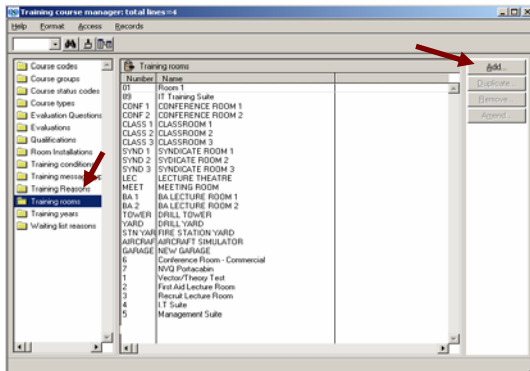 Training course manager: total lines=4
Help Format Access Records
Course codes
Course groups
Course status codes
Course types
Evaluation Questions
Evaluations
Qualifications
Room Installations
Training conditions
Training messag
Training Reasons
Training rooms
Training years
Waiting list reasons
Training rooms
Number Name
01 Room 1
09 IT Training Suite
CONF 1 CONFERENCE ROOM 1
CONF 2 CONFERENCE ROOM 2
CLASS 1 CLASSROOM 1
CLASS 2 CLASSROOM 2
CLASS 3 CLASSROOM 3
SYND 1 SYNDICATE ROOM 1
SYND 2 SYDICATE ROOM 2
SYND 3 SYNDICATE ROOM 3
LEC LECTURE THEATRE
MEET MEETING ROOM
BA 1 BA LECTURE ROOM 1
BA 2 BA LECTURE ROOM 2
TOWER DRILL TOWER
YARD DRILL YARD
STN YAR FIRE STATION YARD
AIRCRAF AIRCRAFT SIMULATOR
GARAGE NEW GARAGE
6 Conference Room - Commercial
7 NVQ Portacabin
1 Vector/Theory Test
2 First Aid Lecture Room
3 Recruit Lecture Room
4 I.T Suite
5 Management Suite
Add...
Duplicate...
Remove...
Amend...